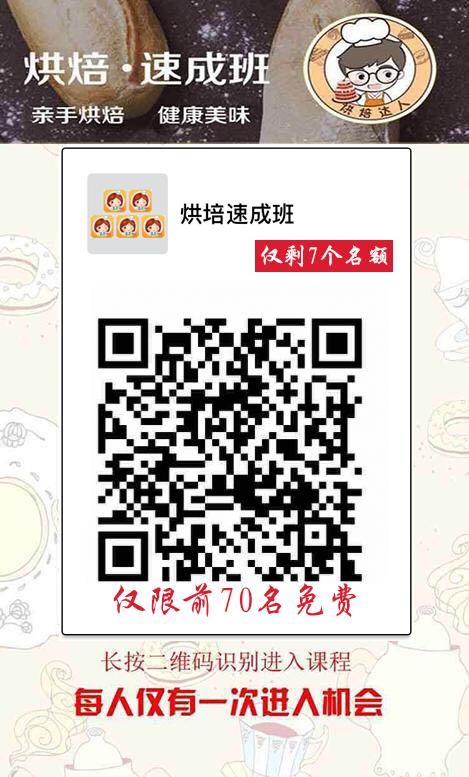 烘焙·速成班
亲手烘焙 健康美味
烘焙达人
烘培速成班
仅剩7个名额
仅限前70名免费
长按二维码识别进入课程
每人仅有一次进入机会